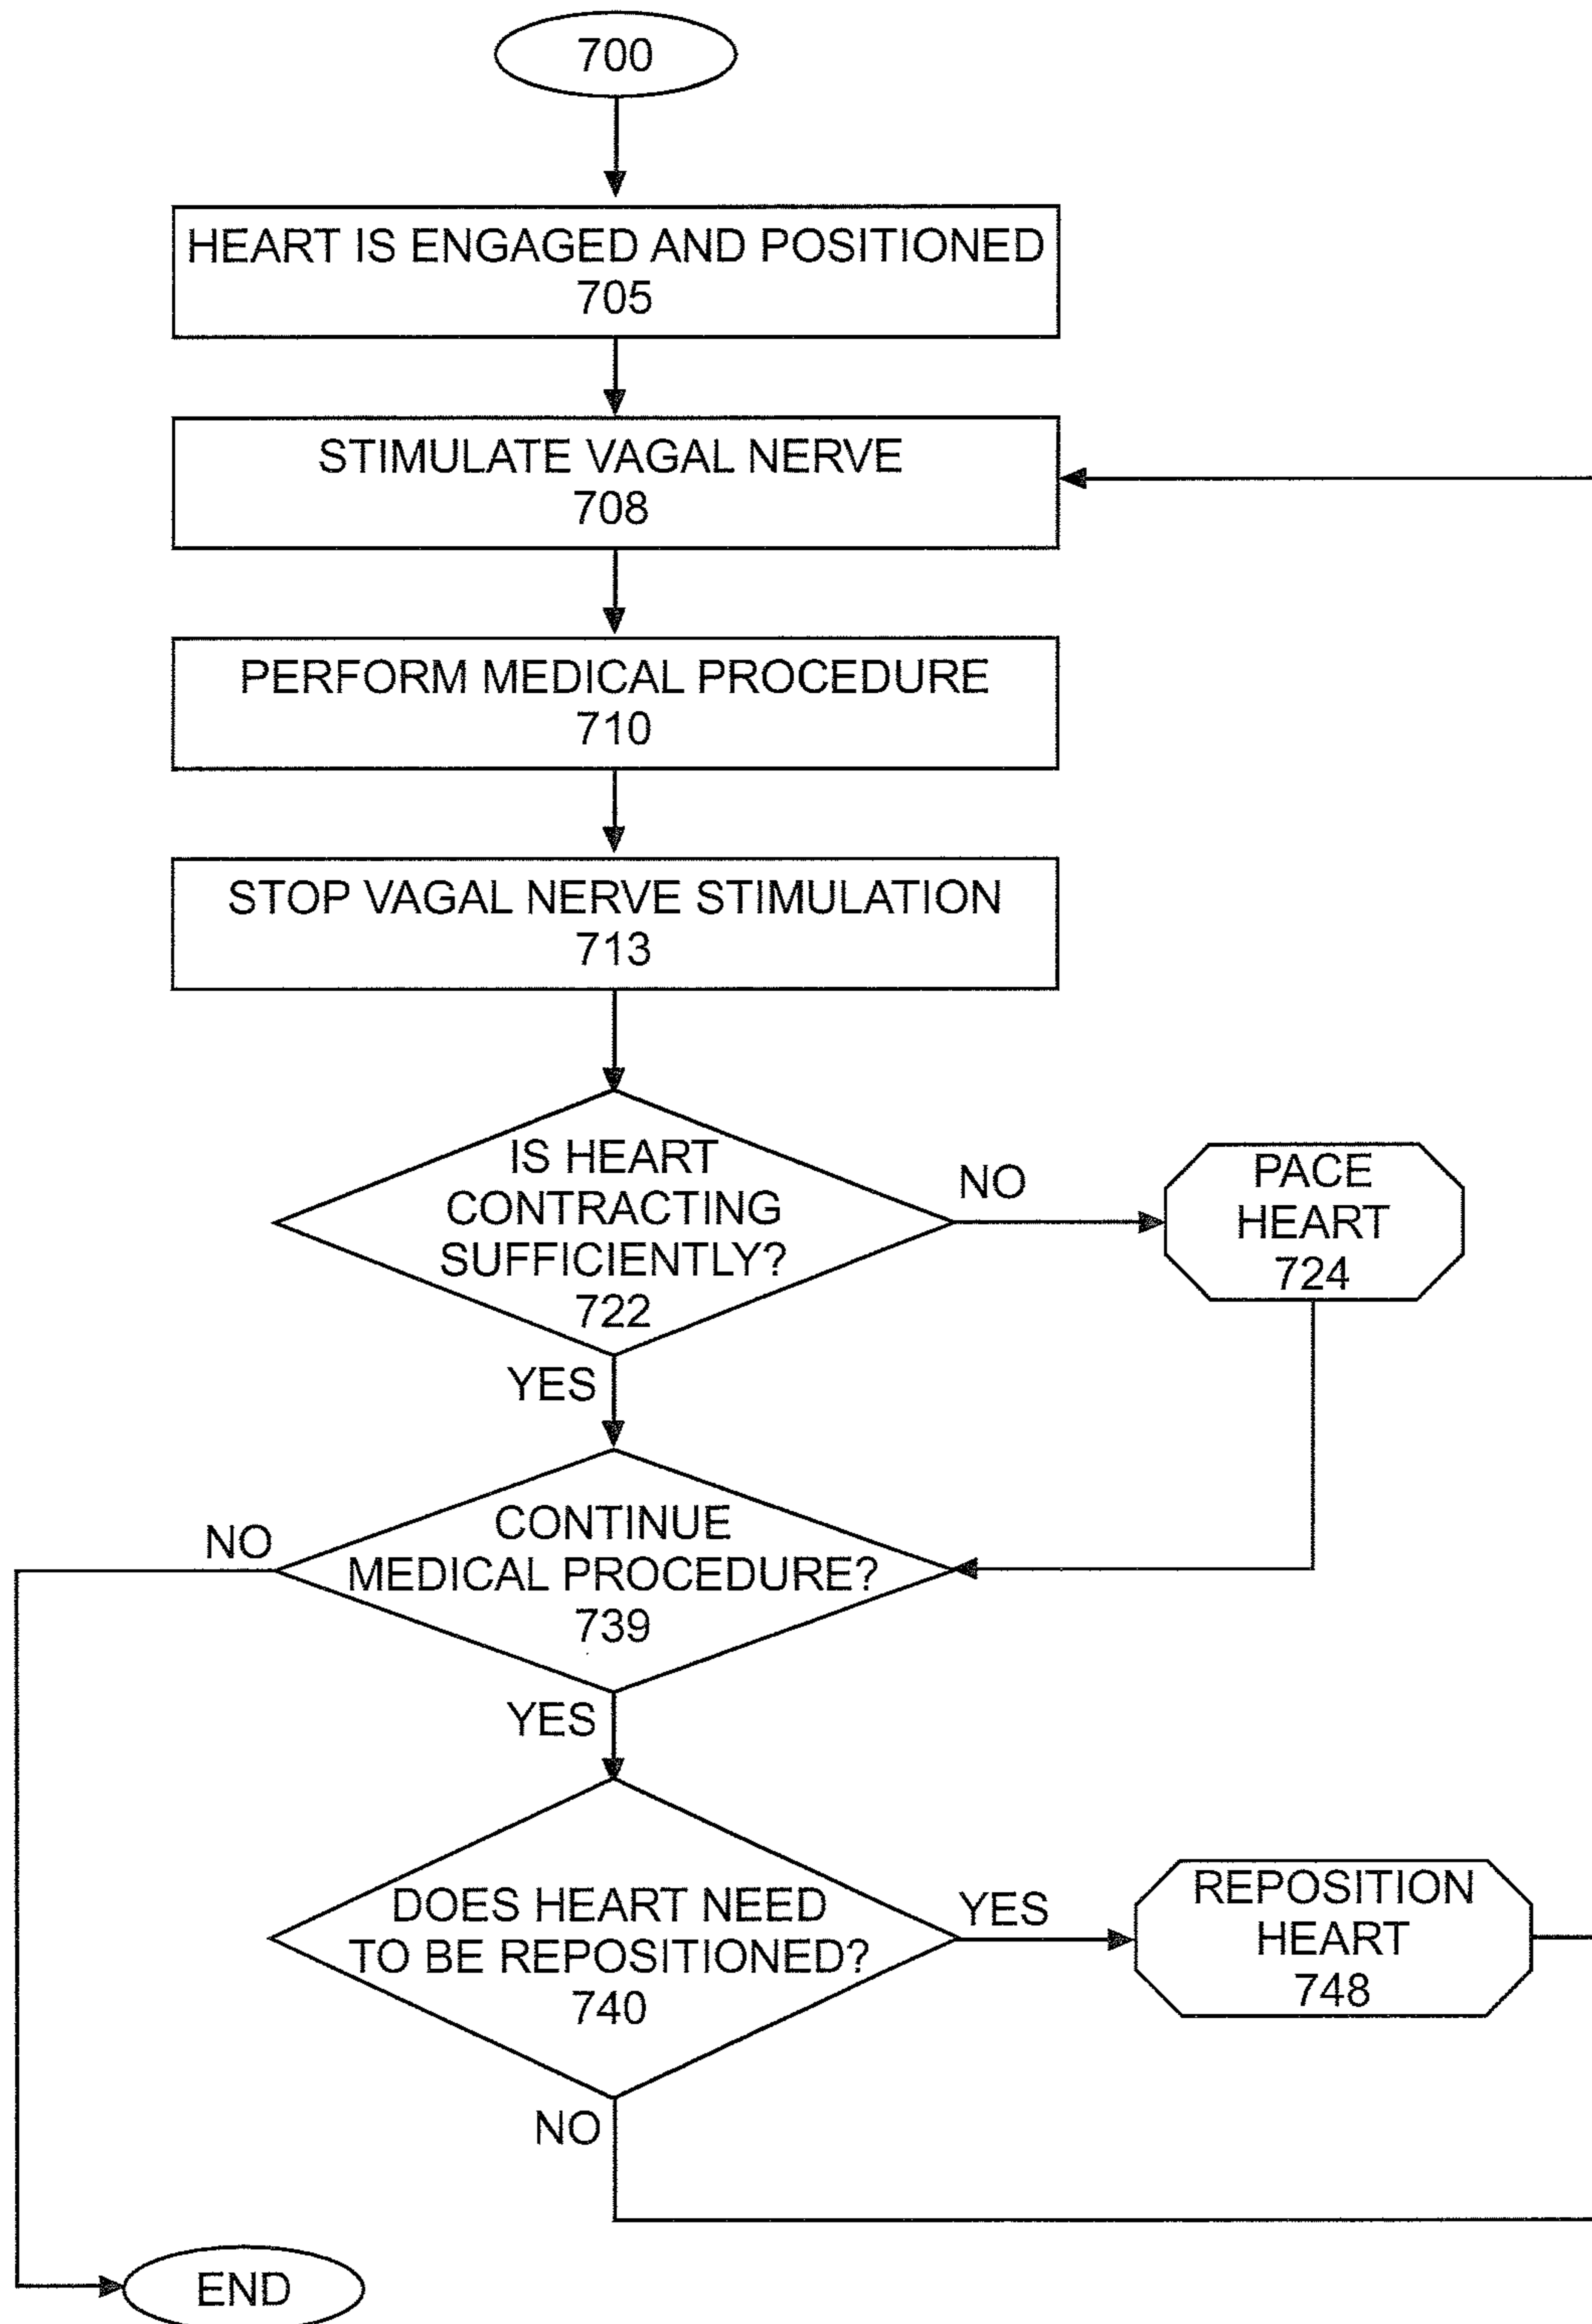 700
HEART IS ENGAGED AND POSITIONED
705
STIMULATE VAGAL NERVE
708
PERFORM MEDICAL PROCEDURE
710
STOP VAGAL NERVE STIMULATION
713
IS HEART
CONTRACTING
SUFFICIENTLY?
722
NO
PACE
HEART
724
YES
CONTINUE
MEDICAL PROCEDURE?
739
NO
YES
DOES HEART NEED
TO BE REPOSITIONED?
740
YES
REPOSITION
HEART
748
NO
END